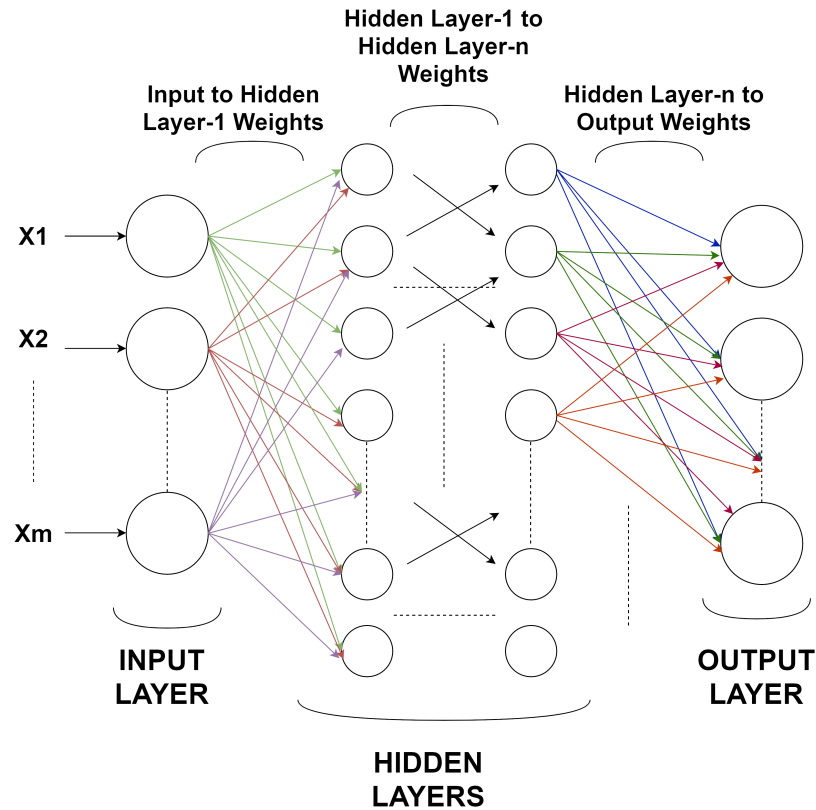 Hidden Layer-1 to
Hidden Layer-n
Weights
Input to Hidden
Layer-1 Weights
Hidden Layer-n to
Output Weights
X1
X2
Xm
INPUT
LAYER
OUTPUT
LAYER
HIDDEN
LAYERS